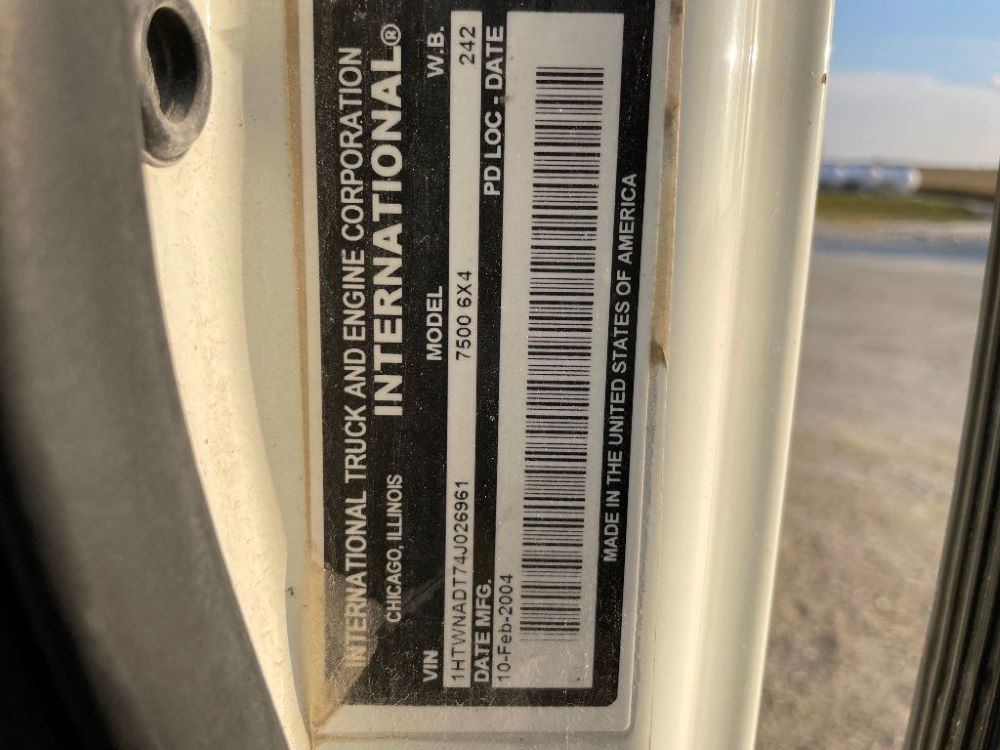 INTERNATIONAL TRUCK AND ENGINE CORPORATION
CHICAGO, ILLINOIS INTERNATIONAL®
VIN MODEL W.B.
1HTWNADT74J026961 7500 6X4 242
DATE MFG. PD LOC - DATE
10-Feb-2004
MADE IN THE UNITED STATES OF AMERICA